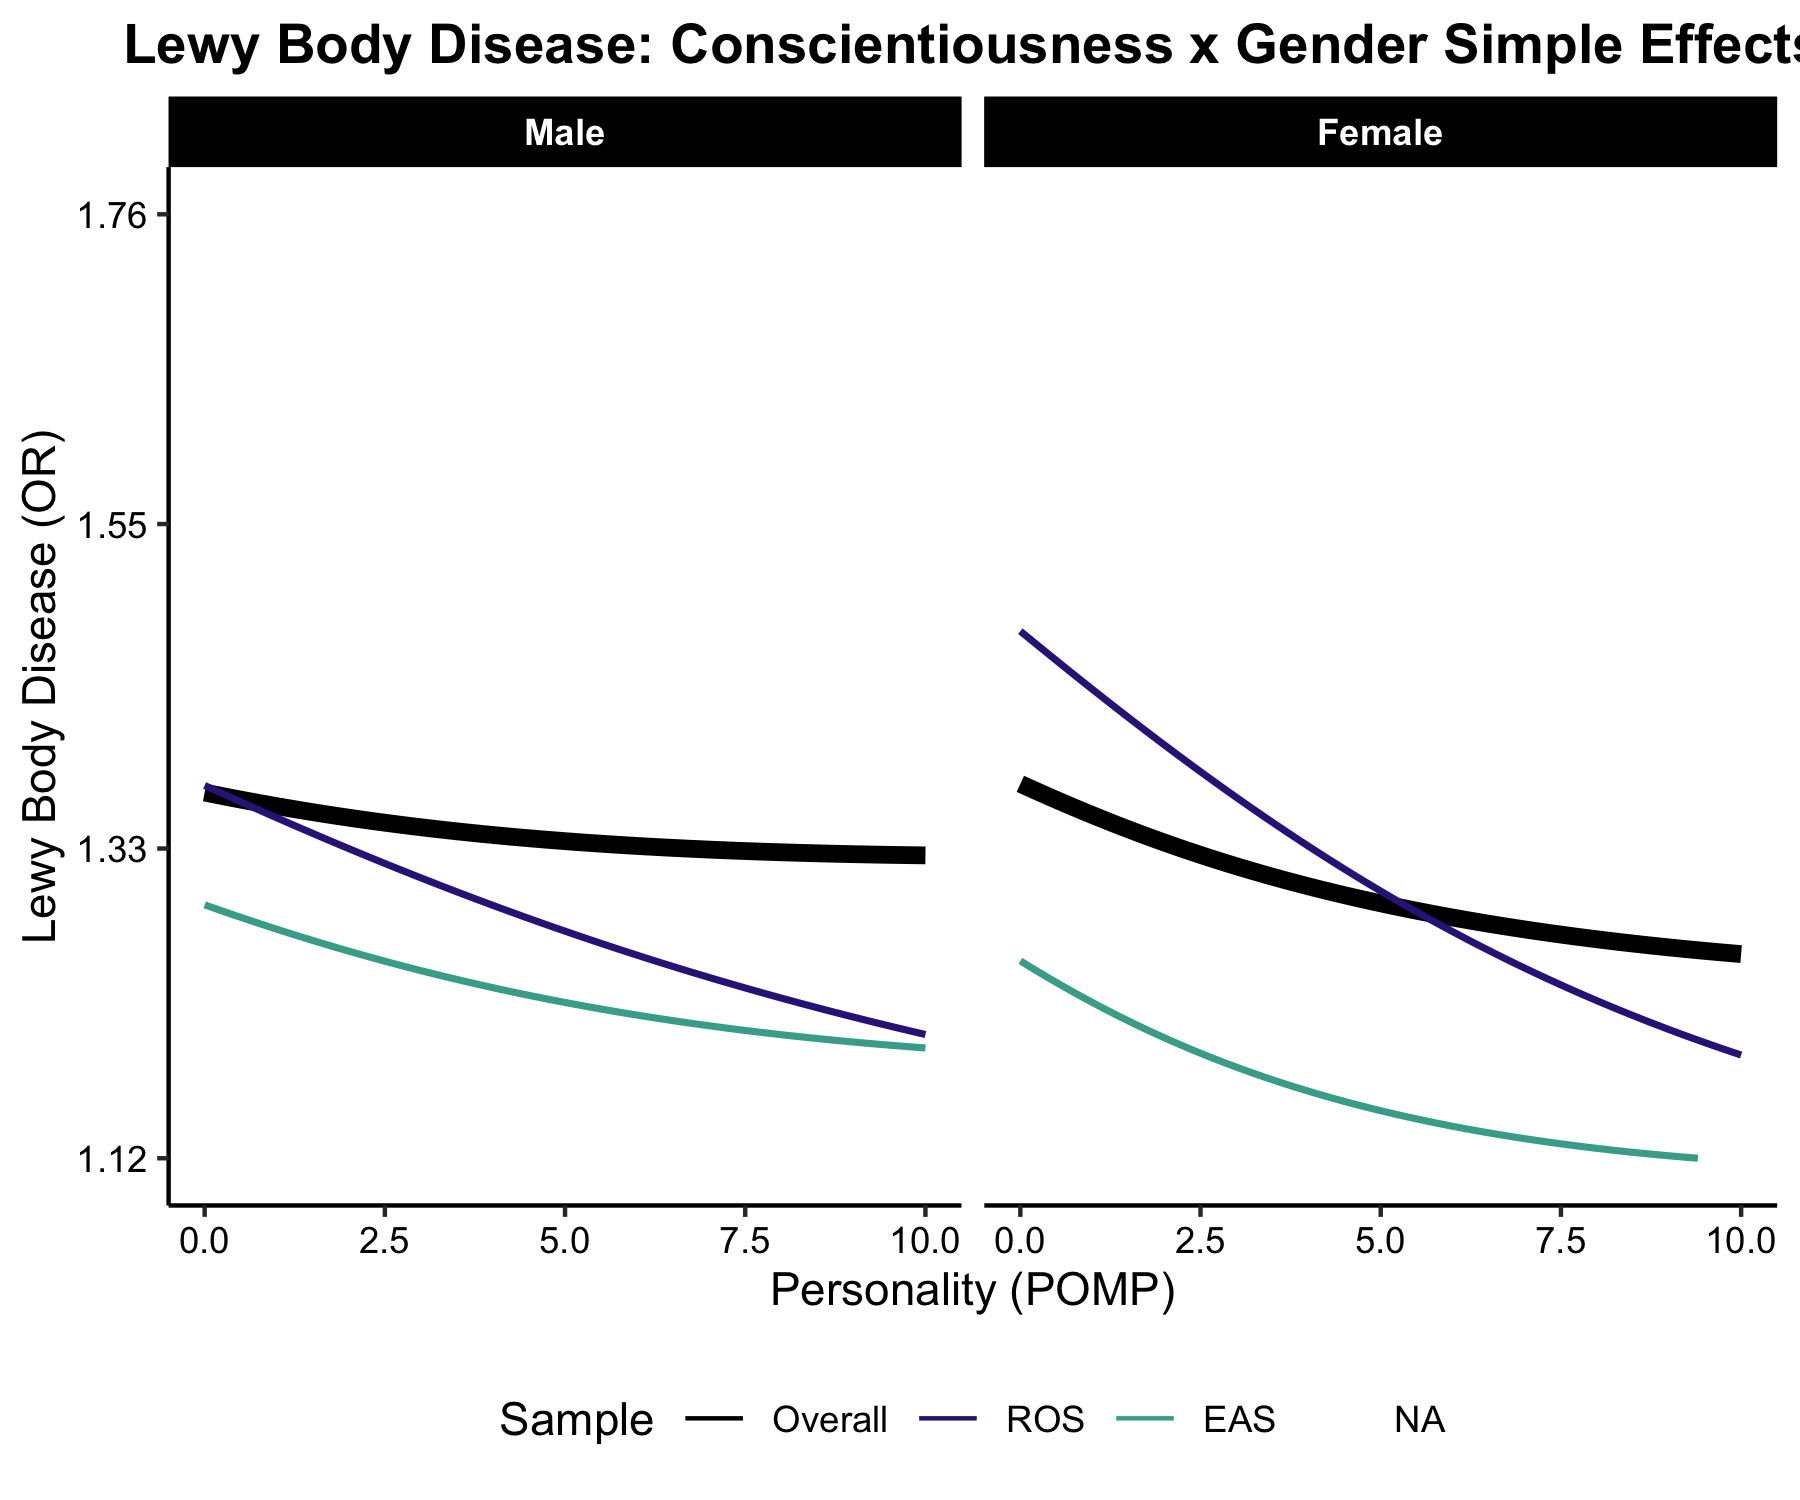 Lewy Body Disease: Conscientiousness x Gender Simple Effects
Male
Female
Lewy Body Disease (OR)
1.76
1.55
1.33
1.12
0.0 2.5 5.0 7.5 10.0
0.0 2.5 5.0 7.5 10.0
Personality (POMP)
Sample Overall ROS EAS NA